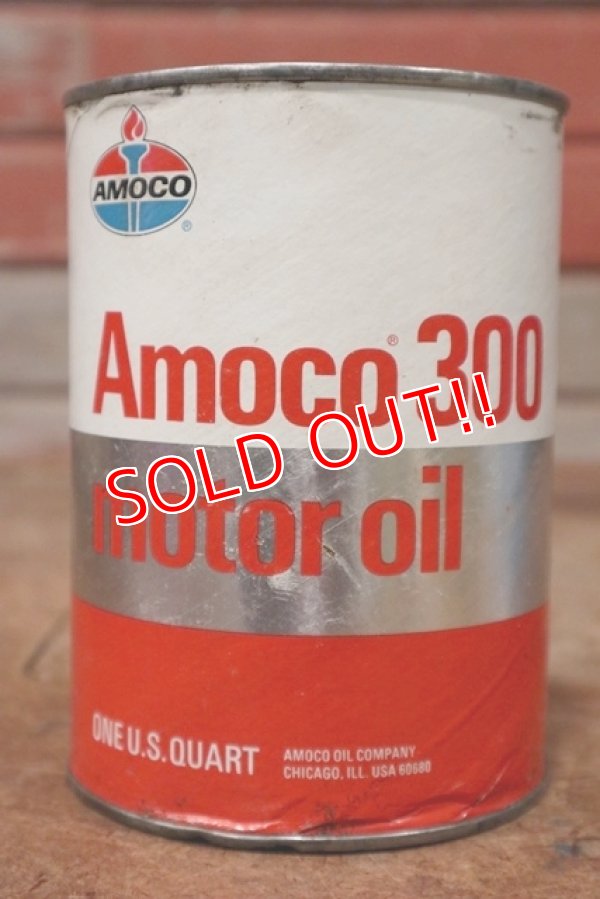 AMOCO
®
Amoco® 300
SOLD OUT!!
motor oil
ONE U.S. QUART
AMOCO OIL COMPANY
CHICAGO, ILL. USA 60680